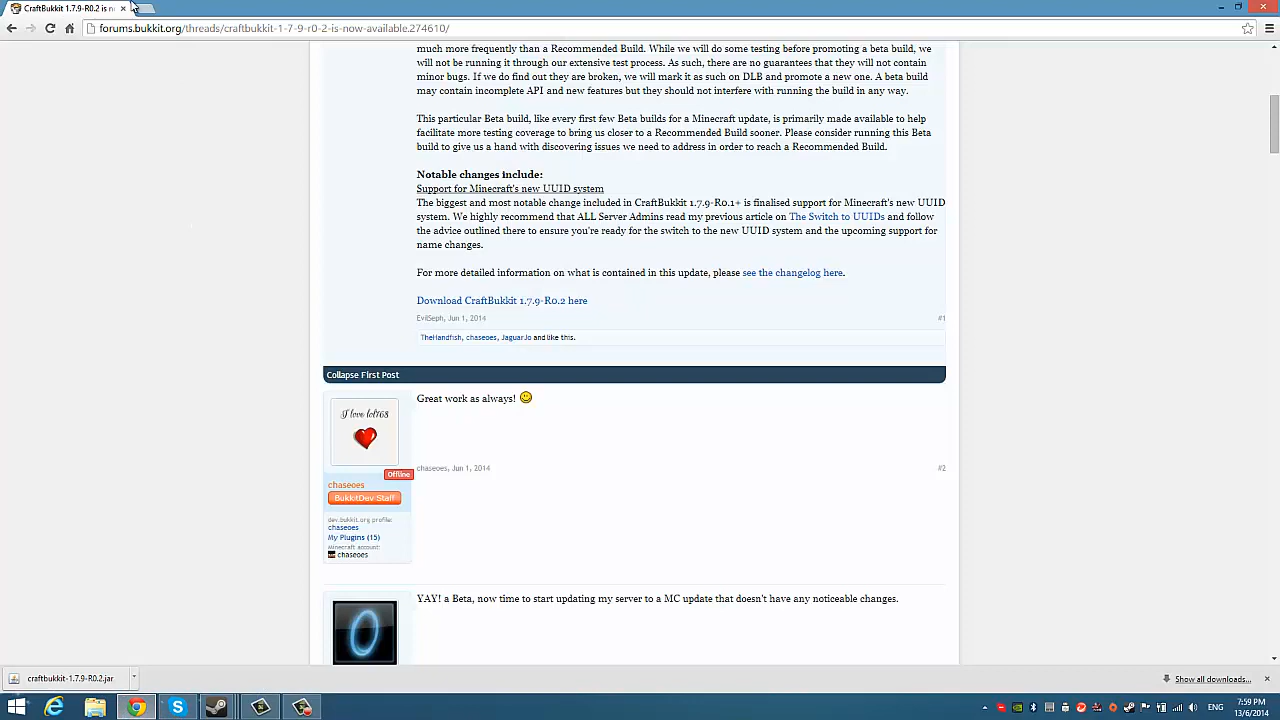 CraftBukkit 1.7.9-R0.2 is n
forums.bukkit.org/threads/craftbukkit-1-7-9-r0-2-is-now-available.274610/
much more frequently than a Recommended Build. While we will do some testing before promoting a beta build, we
will not be running it through our extensive test process. As such, there are no guarantees that they will not contain
minor bugs. If we do find out they are broken, we will mark it as such on DLB and promote a new one. A beta build
may contain incomplete API and new features but they should not interfere with running the build in any way.
This particular Beta build, like every first few Beta builds for a Minecraft update, is primarily made available to help
facilitate more testing coverage to bring us closer to a Recommended Build sooner. Please consider running this Beta
build to give us a hand with discovering issues we need to address in order to reach a Recommended Build.
Notable changes include:
Support for Minecraft's new UUID system
The biggest and most notable change included in CraftBukkit 1.7.9-R0.1+ is finalised support for Minecraft's new UUID
system. We highly recommend that ALL Server Admins read my previous article on The Switch to UUIDs and follow
the advice outlined there to ensure you're ready for the switch to the new UUID system and the upcoming support for
name changes.
For more detailed information on what is contained in this update, please see the changelog here.
Download CraftBukkit 1.7.9-R0.2 here
EvilSeph, Jun 1, 2014
#1
TheHandfish, chaseoes, JaguarJo and like this.
Collapse First Post
I love lol768
Great work as always!
Offline
chaseoes, Jun 1, 2014
#2
chaseoes
BukkitDev Staff
dev.bukkit.org profile:
chaseoes
My Plugins (15)
Minecraft account:
chaseoes
YAY! a Beta, now time to start updating my server to a MC update that doesn't have any noticeable changes.
craftbukkit-1.7.9-R0.2.jar
Show all downloads...
ENG
7:59 PM
13/6/2014